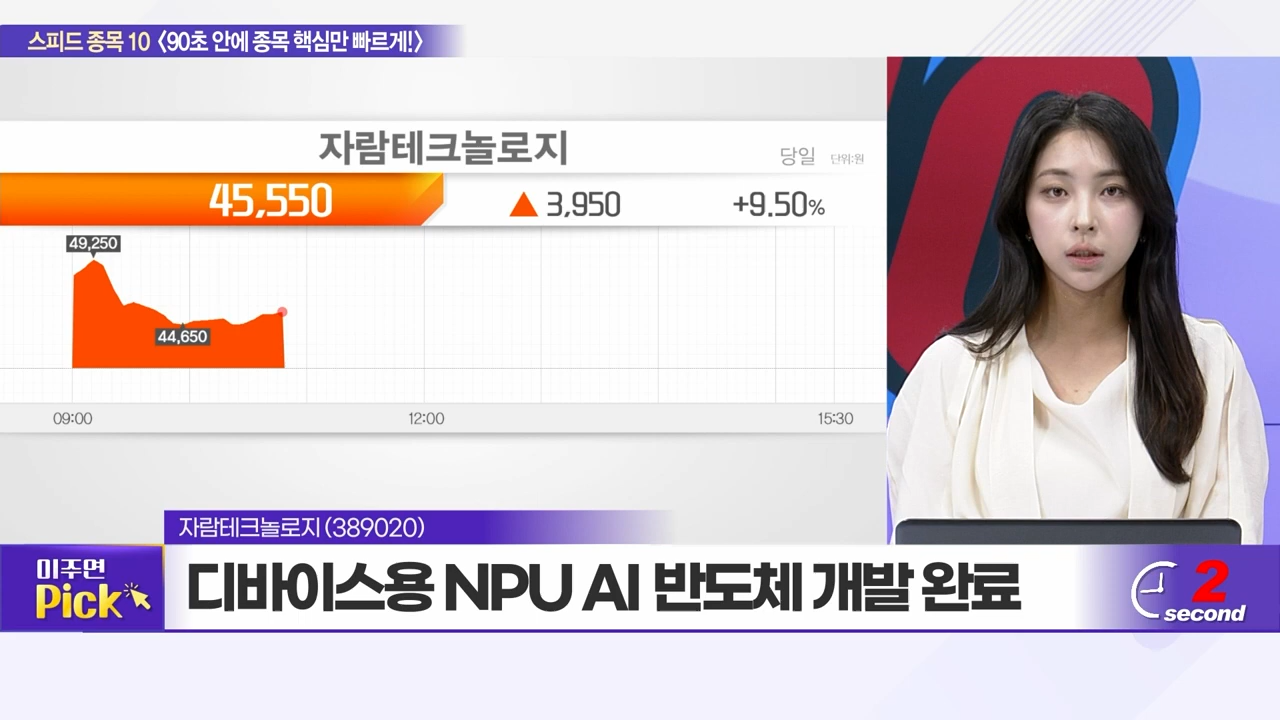 스피드 종목 10 <90초 안에 종목 핵심만 빠르게!>
자람테크놀로지
당일 단위:원
45,550 ▲ 3,950 +9.50%
49,250
44,650
09:00 12:00 15:30
자람테크놀로지 (389020)
미주면
Pick
디바이스용 NPU AI 반도체 개발 완료
2
second